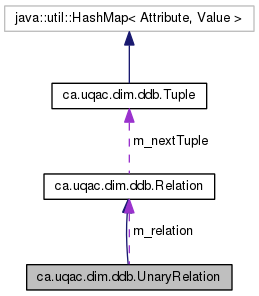 java::util::HashMap< Attribute, Value >
ca.uqac.dim.ddb.Tuple
m_nextTuple
ca.uqac.dim.ddb.Relation
m_relation
ca.uqac.dim.ddb.UnaryRelation